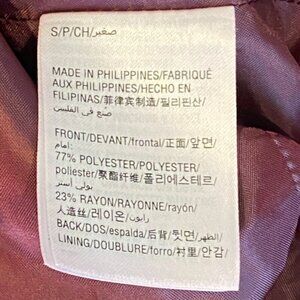 S/P/CH/صغير
MADE IN PHILIPPINES/FABRIQUÉ
AUX PHILIPPINES/HECHO EN
FILIPINAS/菲律宾制造/필리핀산/
صنع في الفلبين
FRONT/DEVANT/frontal/正面/앞면/
امام:
77% POLYESTER/POLYESTER/
poliéster/聚酯纤维/폴리에스테르/
بولي أستر
23% RAYON/RAYONNE/rayón/
人造丝/레이온/رايون
BACK/DOS/espalda/后背/뒷면/الظهر:
LINING/DOUBLURE/forro/衬里/안감/